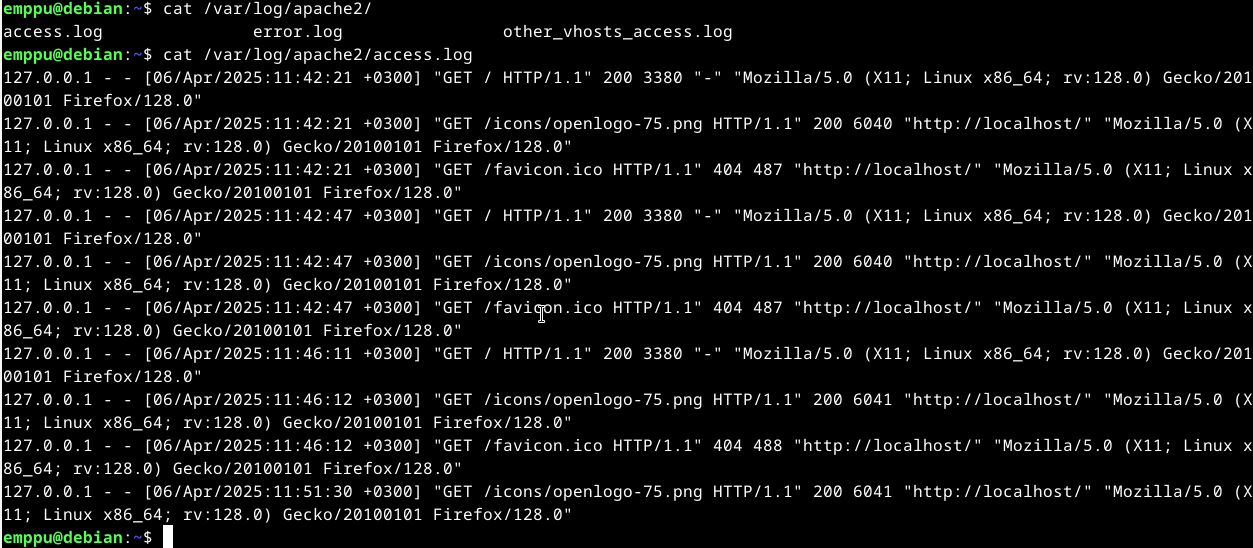 emppu@debian:~$ cat /var/log/apache2/
access.log               error.log                other_vhosts_access.log
emppu@debian:~$ cat /var/log/apache2/access.log
127.0.0.1 - - [06/Apr/2025:11:42:21 +0300] "GET / HTTP/1.1" 200 3380 "-" "Mozilla/5.0 (X11; Linux x86_64; rv:128.0) Gecko/201
00101 Firefox/128.0"
127.0.0.1 - - [06/Apr/2025:11:42:21 +0300] "GET /icons/openlogo-75.png HTTP/1.1" 200 6040 "http://localhost/" "Mozilla/5.0 (X
11; Linux x86_64; rv:128.0) Gecko/20100101 Firefox/128.0"
127.0.0.1 - - [06/Apr/2025:11:42:21 +0300] "GET /favicon.ico HTTP/1.1" 404 487 "http://localhost/" "Mozilla/5.0 (X11; Linux x
86_64; rv:128.0) Gecko/20100101 Firefox/128.0"
127.0.0.1 - - [06/Apr/2025:11:42:47 +0300] "GET / HTTP/1.1" 200 3380 "-" "Mozilla/5.0 (X11; Linux x86_64; rv:128.0) Gecko/201
00101 Firefox/128.0"
127.0.0.1 - - [06/Apr/2025:11:42:47 +0300] "GET /icons/openlogo-75.png HTTP/1.1" 200 6040 "http://localhost/" "Mozilla/5.0 (X
11; Linux x86_64; rv:128.0) Gecko/20100101 Firefox/128.0"
127.0.0.1 - - [06/Apr/2025:11:42:47 +0300] "GET /favicon.ico HTTP/1.1" 404 487 "http://localhost/" "Mozilla/5.0 (X11; Linux x
86_64; rv:128.0) Gecko/20100101 Firefox/128.0"
127.0.0.1 - - [06/Apr/2025:11:46:11 +0300] "GET / HTTP/1.1" 200 3380 "-" "Mozilla/5.0 (X11; Linux x86_64; rv:128.0) Gecko/201
00101 Firefox/128.0"
127.0.0.1 - - [06/Apr/2025:11:46:12 +0300] "GET /icons/openlogo-75.png HTTP/1.1" 200 6041 "http://localhost/" "Mozilla/5.0 (X
11; Linux x86_64; rv:128.0) Gecko/20100101 Firefox/128.0"
127.0.0.1 - - [06/Apr/2025:11:46:12 +0300] "GET /favicon.ico HTTP/1.1" 404 488 "http://localhost/" "Mozilla/5.0 (X11; Linux x
86_64; rv:128.0) Gecko/20100101 Firefox/128.0"
127.0.0.1 - - [06/Apr/2025:11:51:30 +0300] "GET /icons/openlogo-75.png HTTP/1.1" 200 6041 "http://localhost/" "Mozilla/5.0 (X
11; Linux x86_64; rv:128.0) Gecko/20100101 Firefox/128.0"
emppu@debian:~$